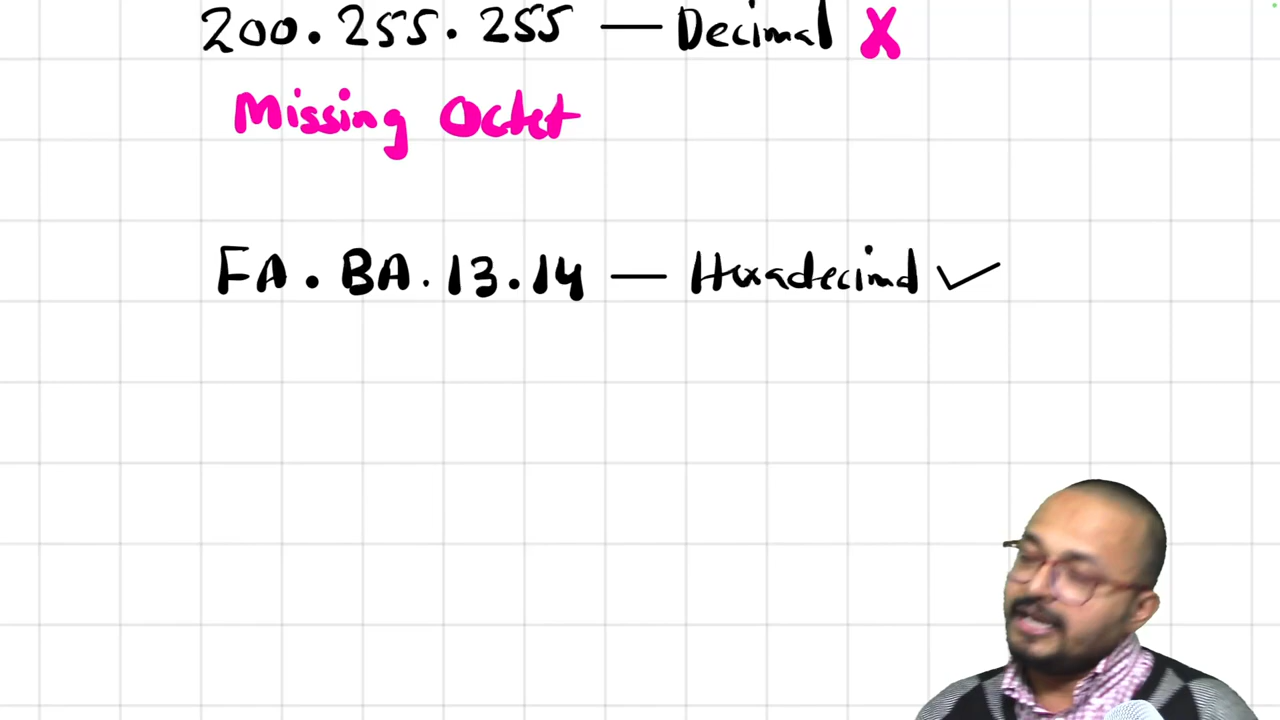 200.255.255 — Decimal X
Missing Octet
FA.BA.13.14 — Hexadecimal ✓